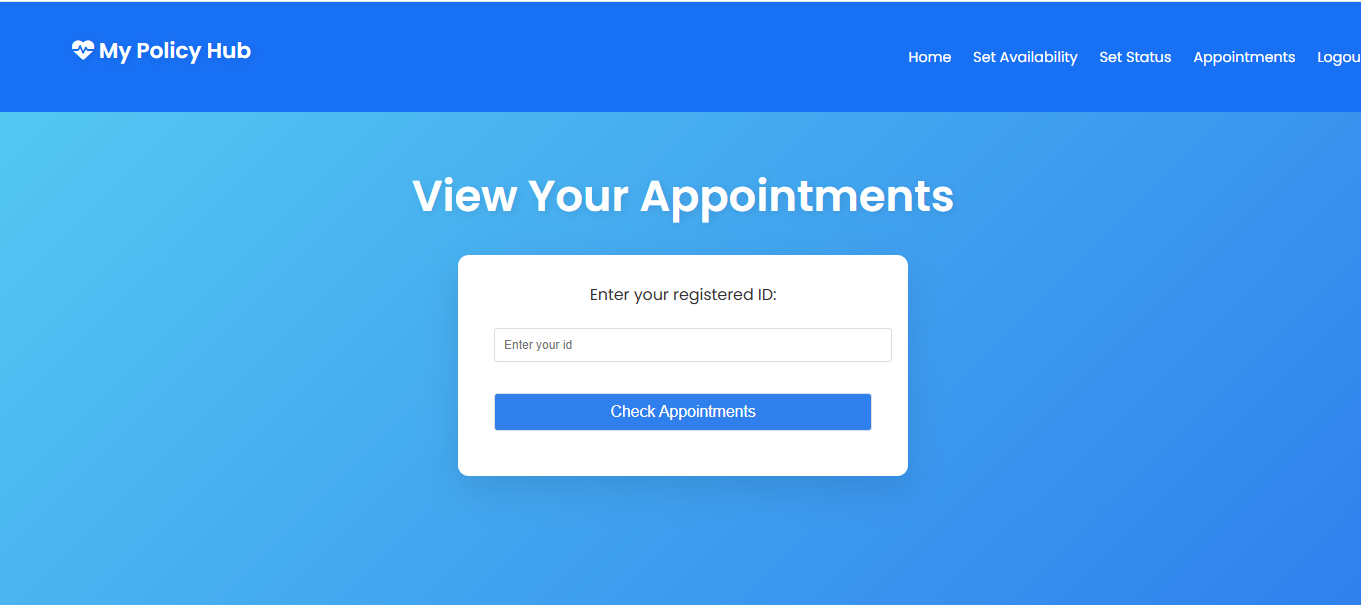 My Policy Hub
Home Set Availability Set Status Appointments Logou
View Your Appointments
Enter your registered ID:
Enter your id
Check Appointments